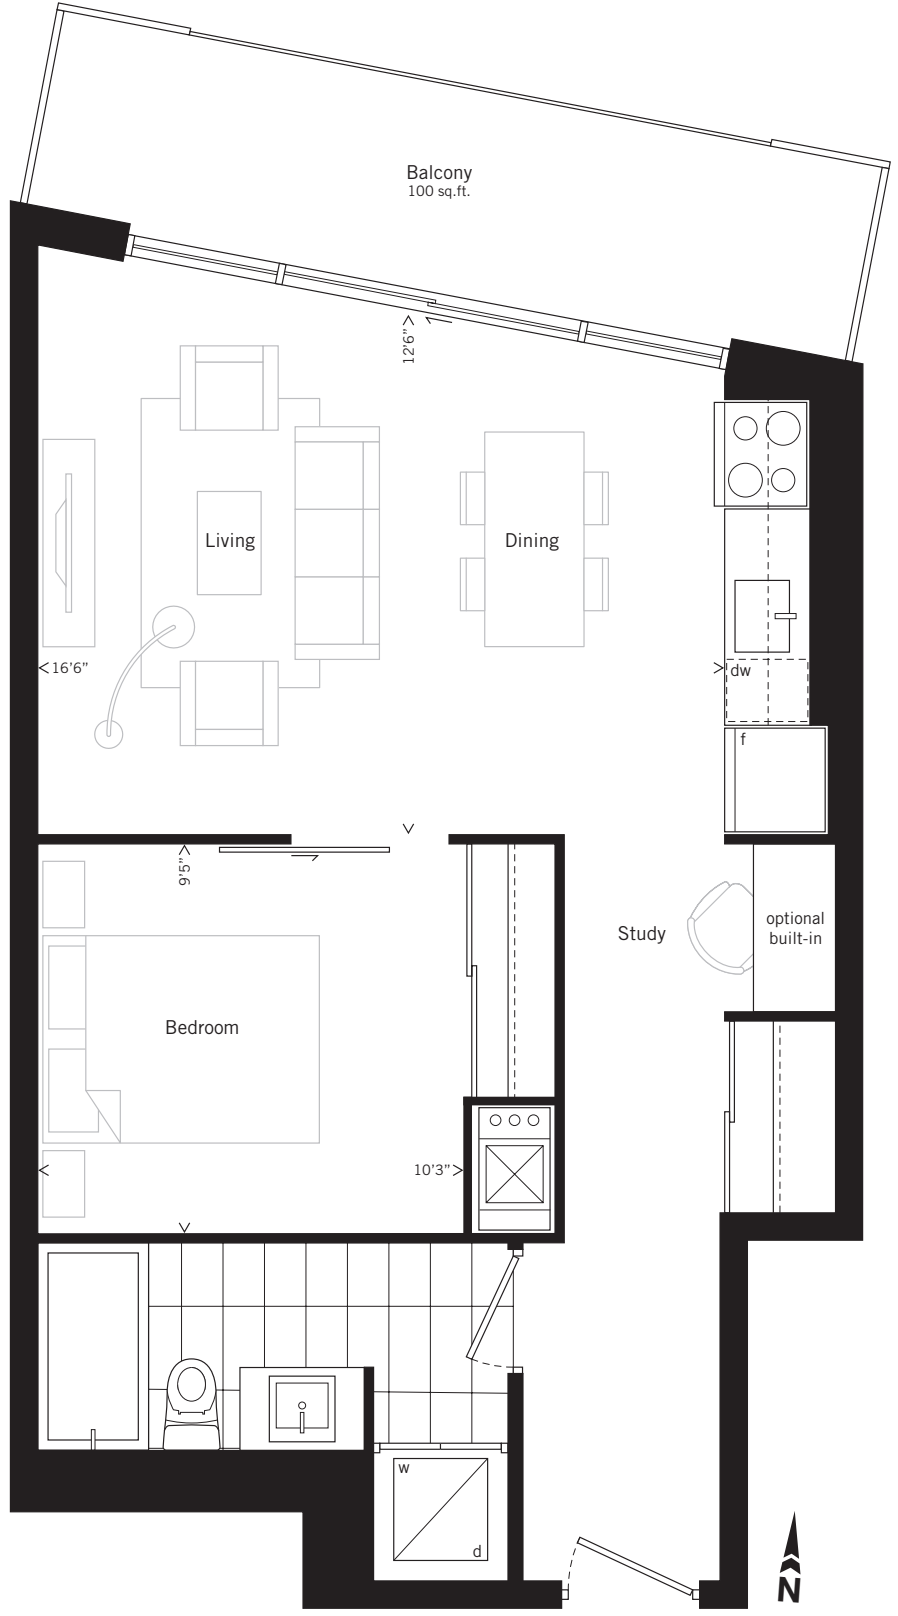 Balcony
100 sq.ft.
12'6"
Living
Dining
16'6"
dw
f
9'5"
Study
optional
built-in
Bedroom
10'3"
w
d
N